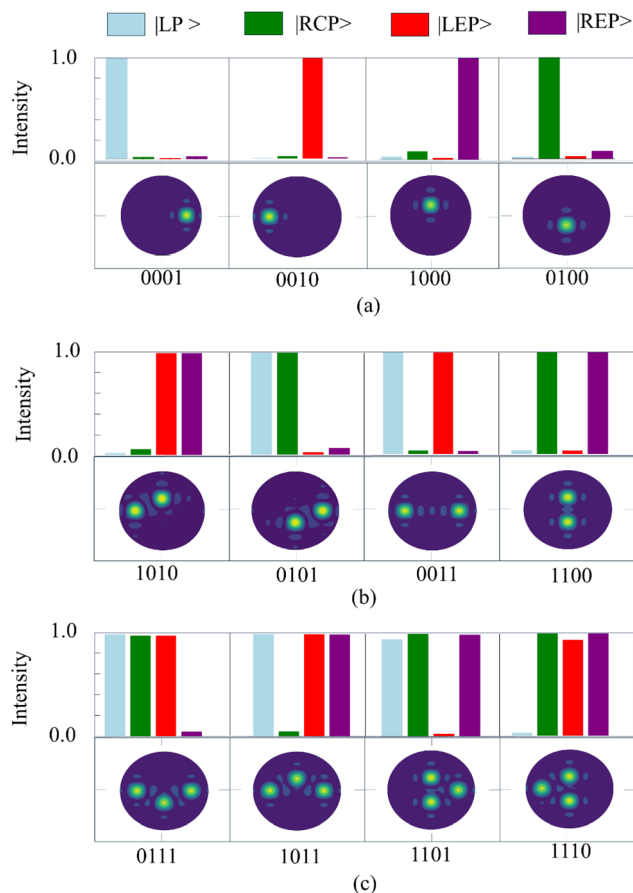 |LP > |RCP> |LEP> |REP>
1.0
Intensity
0.0
0001 0010 1000 0100
(a)
1.0
Intensity
0.0
1010 0101 0011 1100
(b)
1.0
Intensity
0.0
0111 1011 1101 1110
(c)